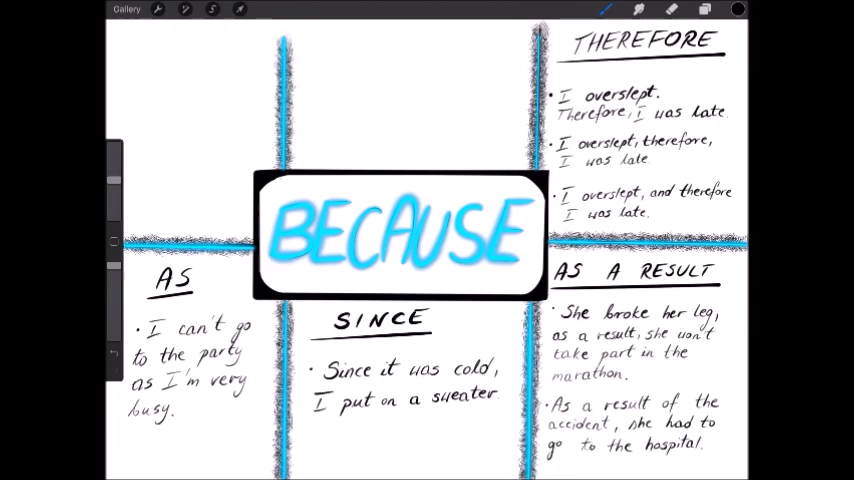 Gallery
THEREFORE
• I overslept.
Therefore, I was late.
• I overslept, therefore,
I was late.
• I overslept, and therefore
I was late.
BECAUSE
AS
• I can't go
to the party
as I'm very
busy.
SINCE
• Since it was cold,
I put on a sweater.
AS A RESULT
• She broke her leg,
as a result, she won't
take part in the
marathon.
• As a result of the
accident, she had to
go to the hospital.